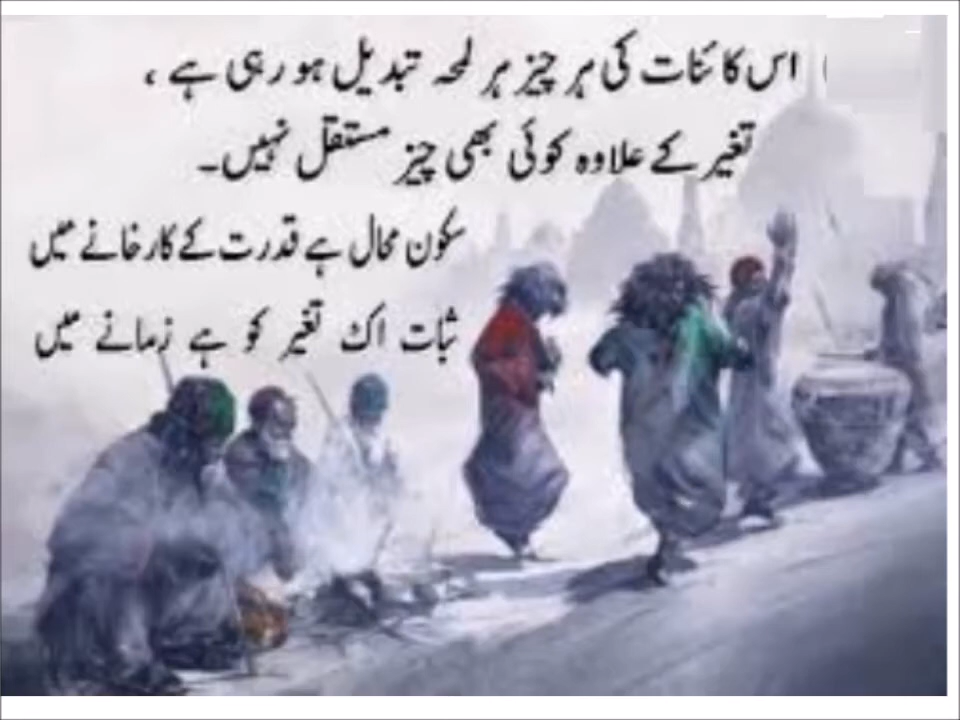 اس کائنات کی ہر چیز ہر لمحہ تبدیل ہو رہی ہے ،
تغیر کے علاوہ کوئی بھی چیز مستقل نہیں۔
سکون محال ہے قدرت کے کارخانے میں
ثبات اک تغیر کو ہے زمانے میں